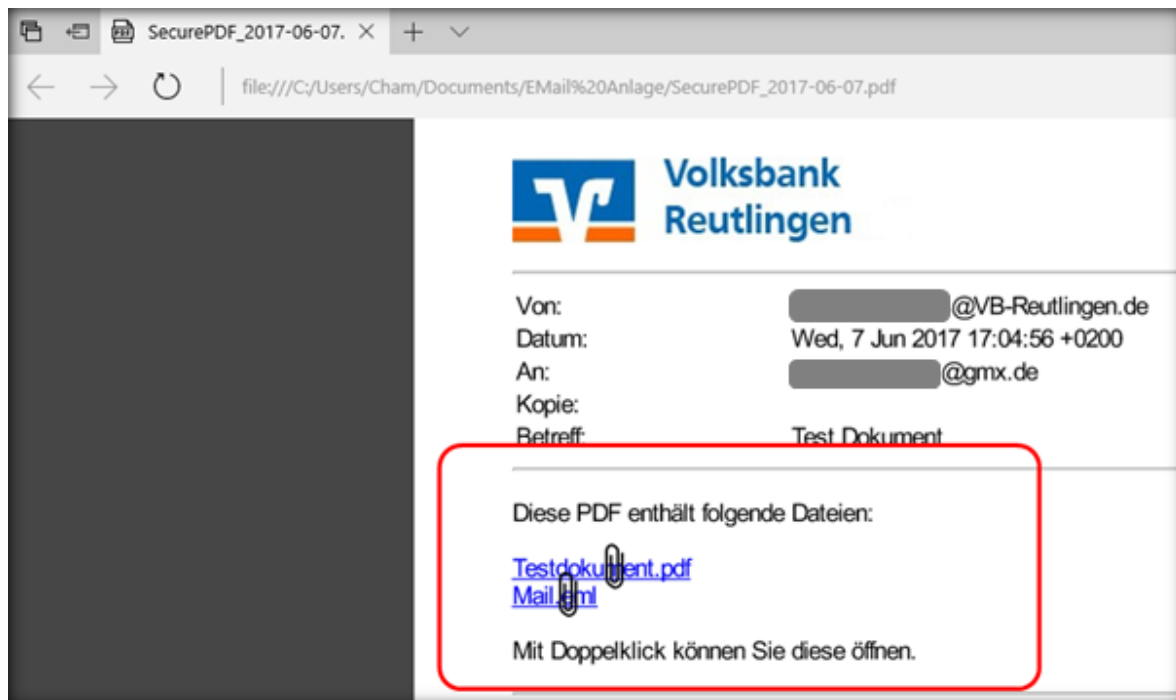 SecurePDF_2017-06-07.
file:///C:/Users/Cham/Documents/EMail%20Anlage/SecurePDF_2017-06-07.pdf
Volksbank
Reutlingen
Von: @VB-Reutlingen.de
Datum: Wed, 7 Jun 2017 17:04:56 +0200
An: @gmx.de
Kopie:
Betreff: Test Dokument
Diese PDF enthält folgende Dateien:
Testdokument.pdf
Mail.eml
Mit Doppelklick können Sie diese öffnen.